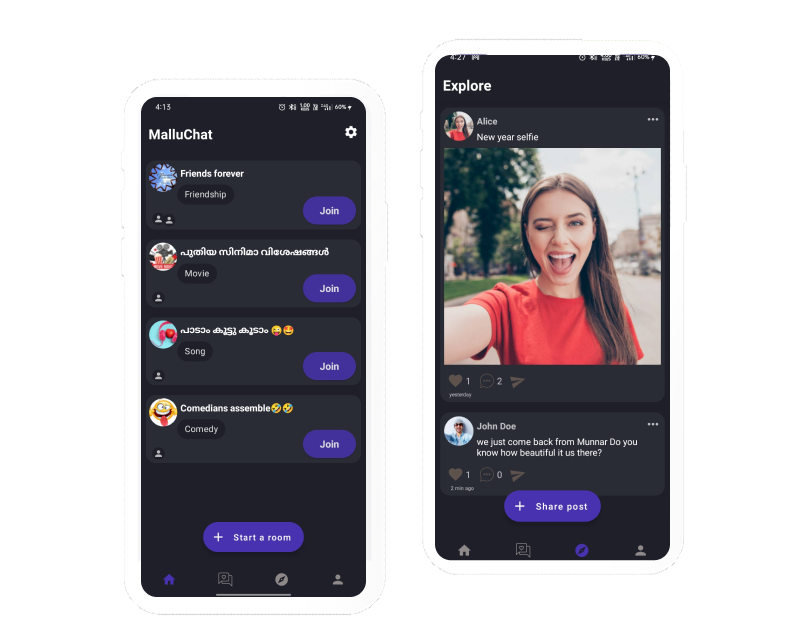 4:13
60%
MalluChat
Friends forever
Friendship
Join
പുതിയ സിനിമാ വിശേഷങ്ങൾ
Movie
Join
പാടാം കൂട്ടു കൂടാം 😜🤩
Song
Join
Comedians assemble🤣🤣
Comedy
Join
+ Start a room
4:27
60%
Explore
Alice
New year selfie
1 2
yesterday
John Doe
we just come back from Munnar Do you
know how beautiful it us there?
1 0
2 min ago
+ Share post